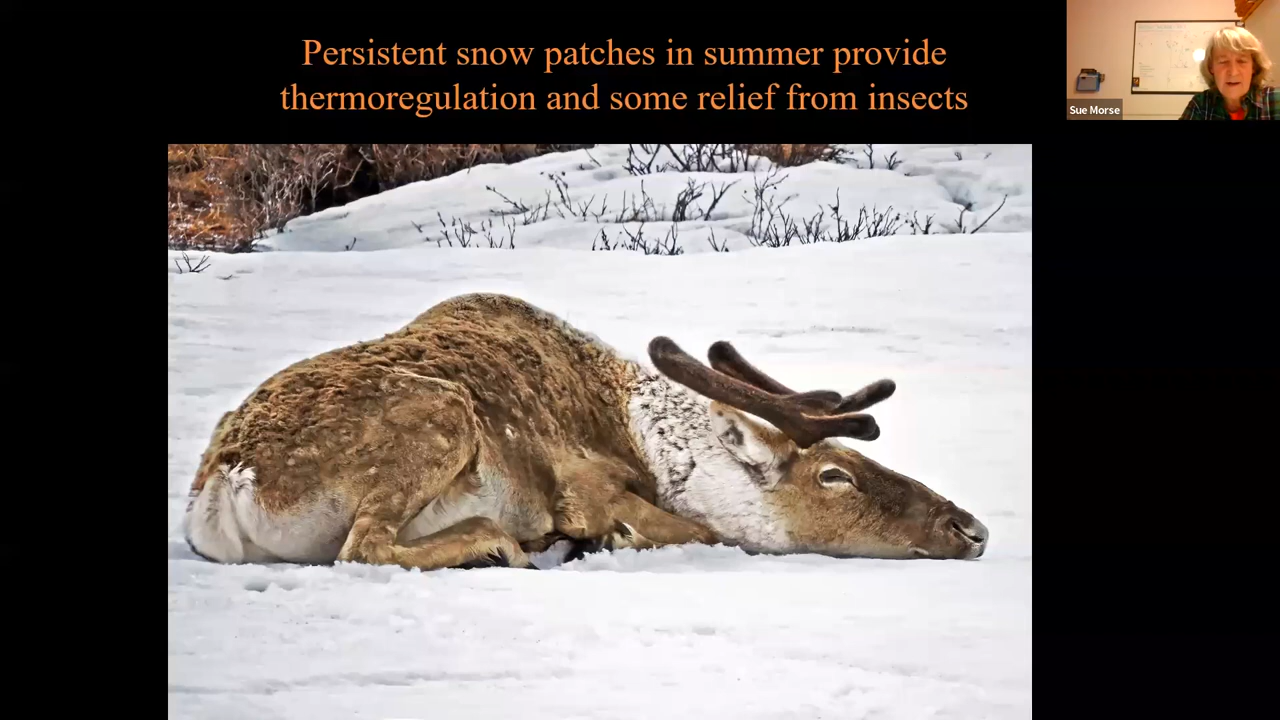 Persistent snow patches in summer provide
thermoregulation and some relief from insects
Sue Morse